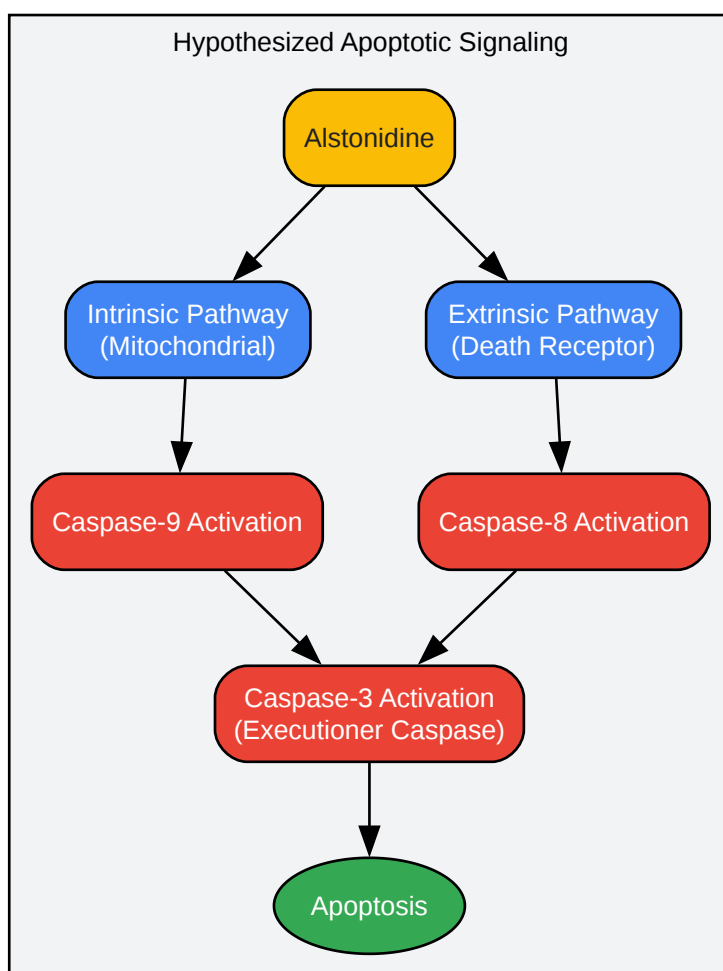 Hypothesized Apoptotic Signaling
Alstonidine
Intrinsic Pathway
(Mitochondrial)
Extrinsic Pathway
(Death Receptor)
Caspase-9 Activation
Caspase-8 Activation
Caspase-3 Activation
(Executioner Caspase)
Apoptosis